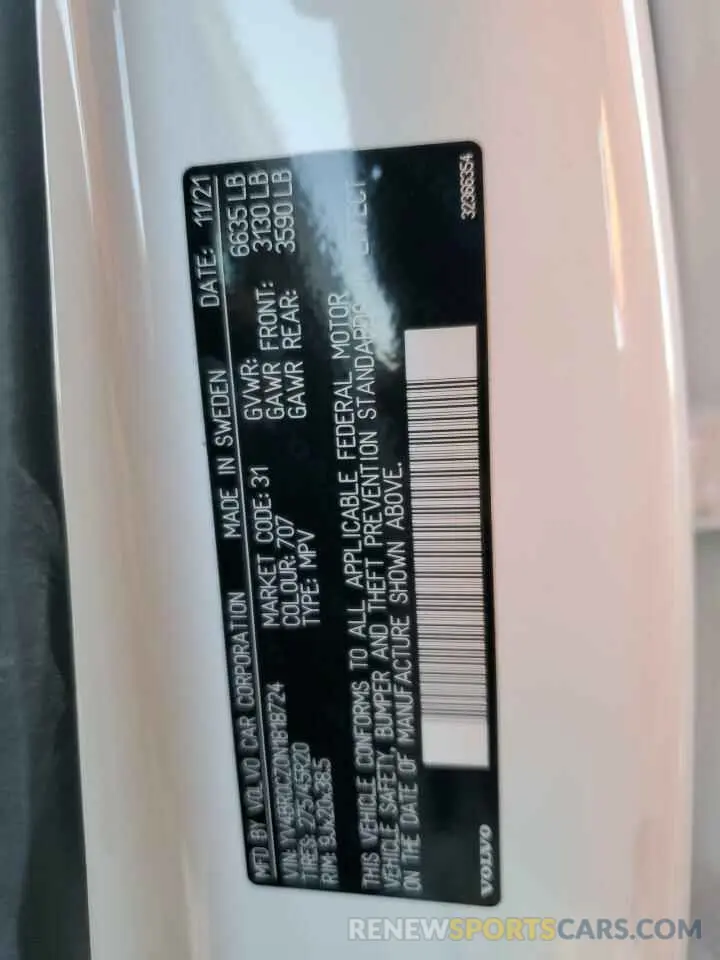 MFD BY VOLVO CAR CORPORATION MADE IN SWEDEN DATE: 11/21
VIN: YV4BR0CZ0N1818724 MARKET CODE: 31 GVWR: 6635 LB
TIRES: 275/45R20 COLOUR: 707 GAWR FRONT: 3130 LB
RIM: 9Jx20x38.5 TYPE: MPV GAWR REAR: 3590 LB
THIS VEHICLE CONFORMS TO ALL APPLICABLE FEDERAL MOTOR
VEHICLE SAFETY, BUMPER AND THEFT PREVENTION STANDARDS EFFECT
ON THE DATE OF MANUFACTURE SHOWN ABOVE.
VOLVO 32366354
RENEWSPORTSCARS.COM